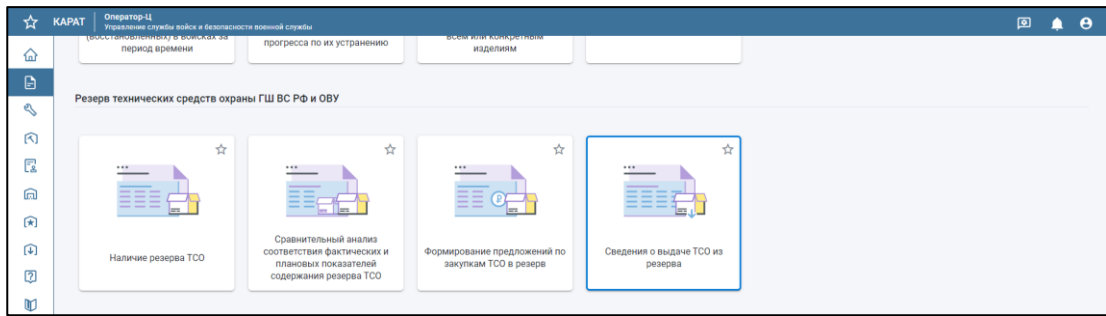 КАРАТ
Оператор-Ц
Управление службы войск и безопасности военной службы
(восстановленных) в войсках за
период времени
прогресса по их устранению
всем или конкретным
изделиям
Резерв технических средств охраны ГШ ВС РФ и ОВУ
Наличие резерва ТСО
Сравнительный анализ
соответствия фактических и
плановых показателей
содержания резерва ТСО
Формирование предложений по
закупкам ТСО в резерв
Сведения о выдаче ТСО из
резерва